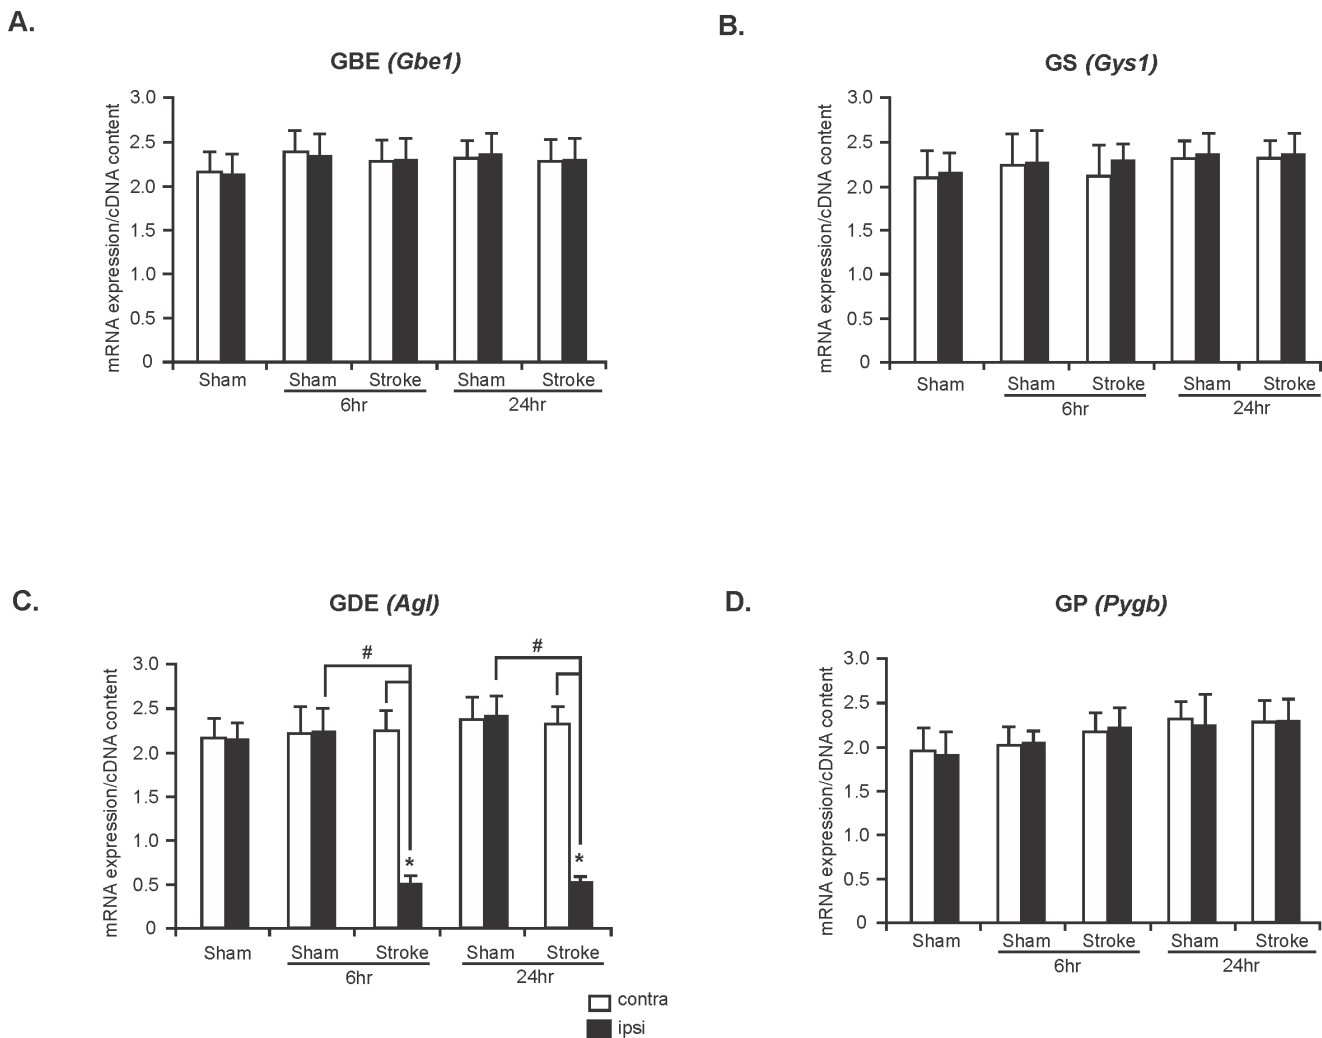 A.
GBE (Gbe1)
mRNA expression/cDNA content
3.0
2.5
2.0
1.5
1.0
0.5
0
Sham Sham Stroke Sham Stroke
6hr 24hr
B.
GS (Gys1)
mRNA expression/cDNA content
3.0
2.5
2.0
1.5
1.0
0.5
0
Sham Sham Stroke Sham Stroke
6hr 24hr
C.
GDE (Agl)
mRNA expression/cDNA content
3.0
2.5
2.0
1.5
1.0
0.5
0
# #
* *
Sham Sham Stroke Sham Stroke
6hr 24hr
contra
ipsi
D.
GP (Pygb)
mRNA expression/cDNA content
3.0
2.5
2.0
1.5
1.0
0.5
0
Sham Sham Stroke Sham Stroke
6hr 24hr